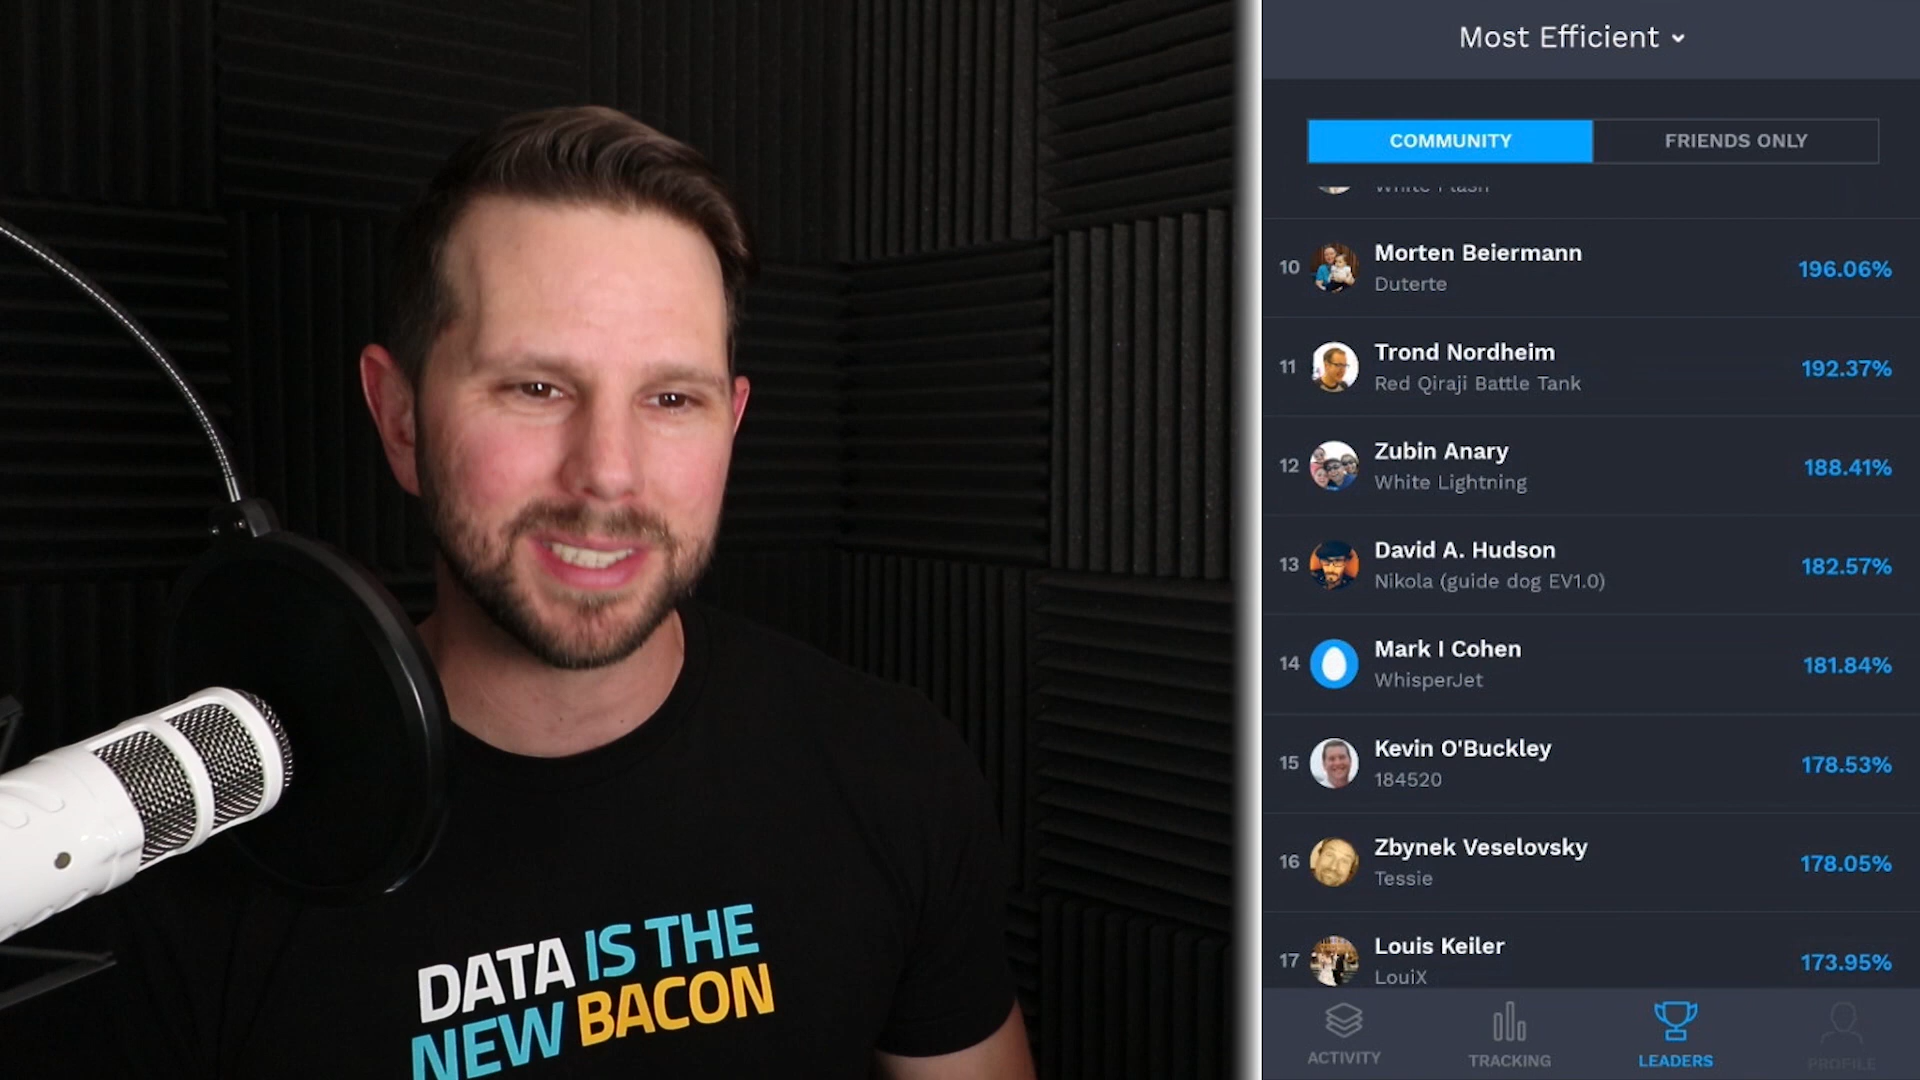 DATA IS THE
NEW BACON
Most Efficient
COMMUNITY
FRIENDS ONLY
White Flash
10
Morten Beiermann
Duterte
196.06%
11
Trond Nordheim
Red Qiraji Battle Tank
192.37%
12
Zubin Anary
White Lightning
188.41%
13
David A. Hudson
Nikola (guide dog EV1.0)
182.57%
14
Mark I Cohen
WhisperJet
181.84%
15
Kevin O'Buckley
184520
178.53%
16
Zbynek Veselovsky
Tessie
178.05%
17
Louis Keiler
LouiX
173.95%
ACTIVITY
TRACKING
LEADERS
PROFILE